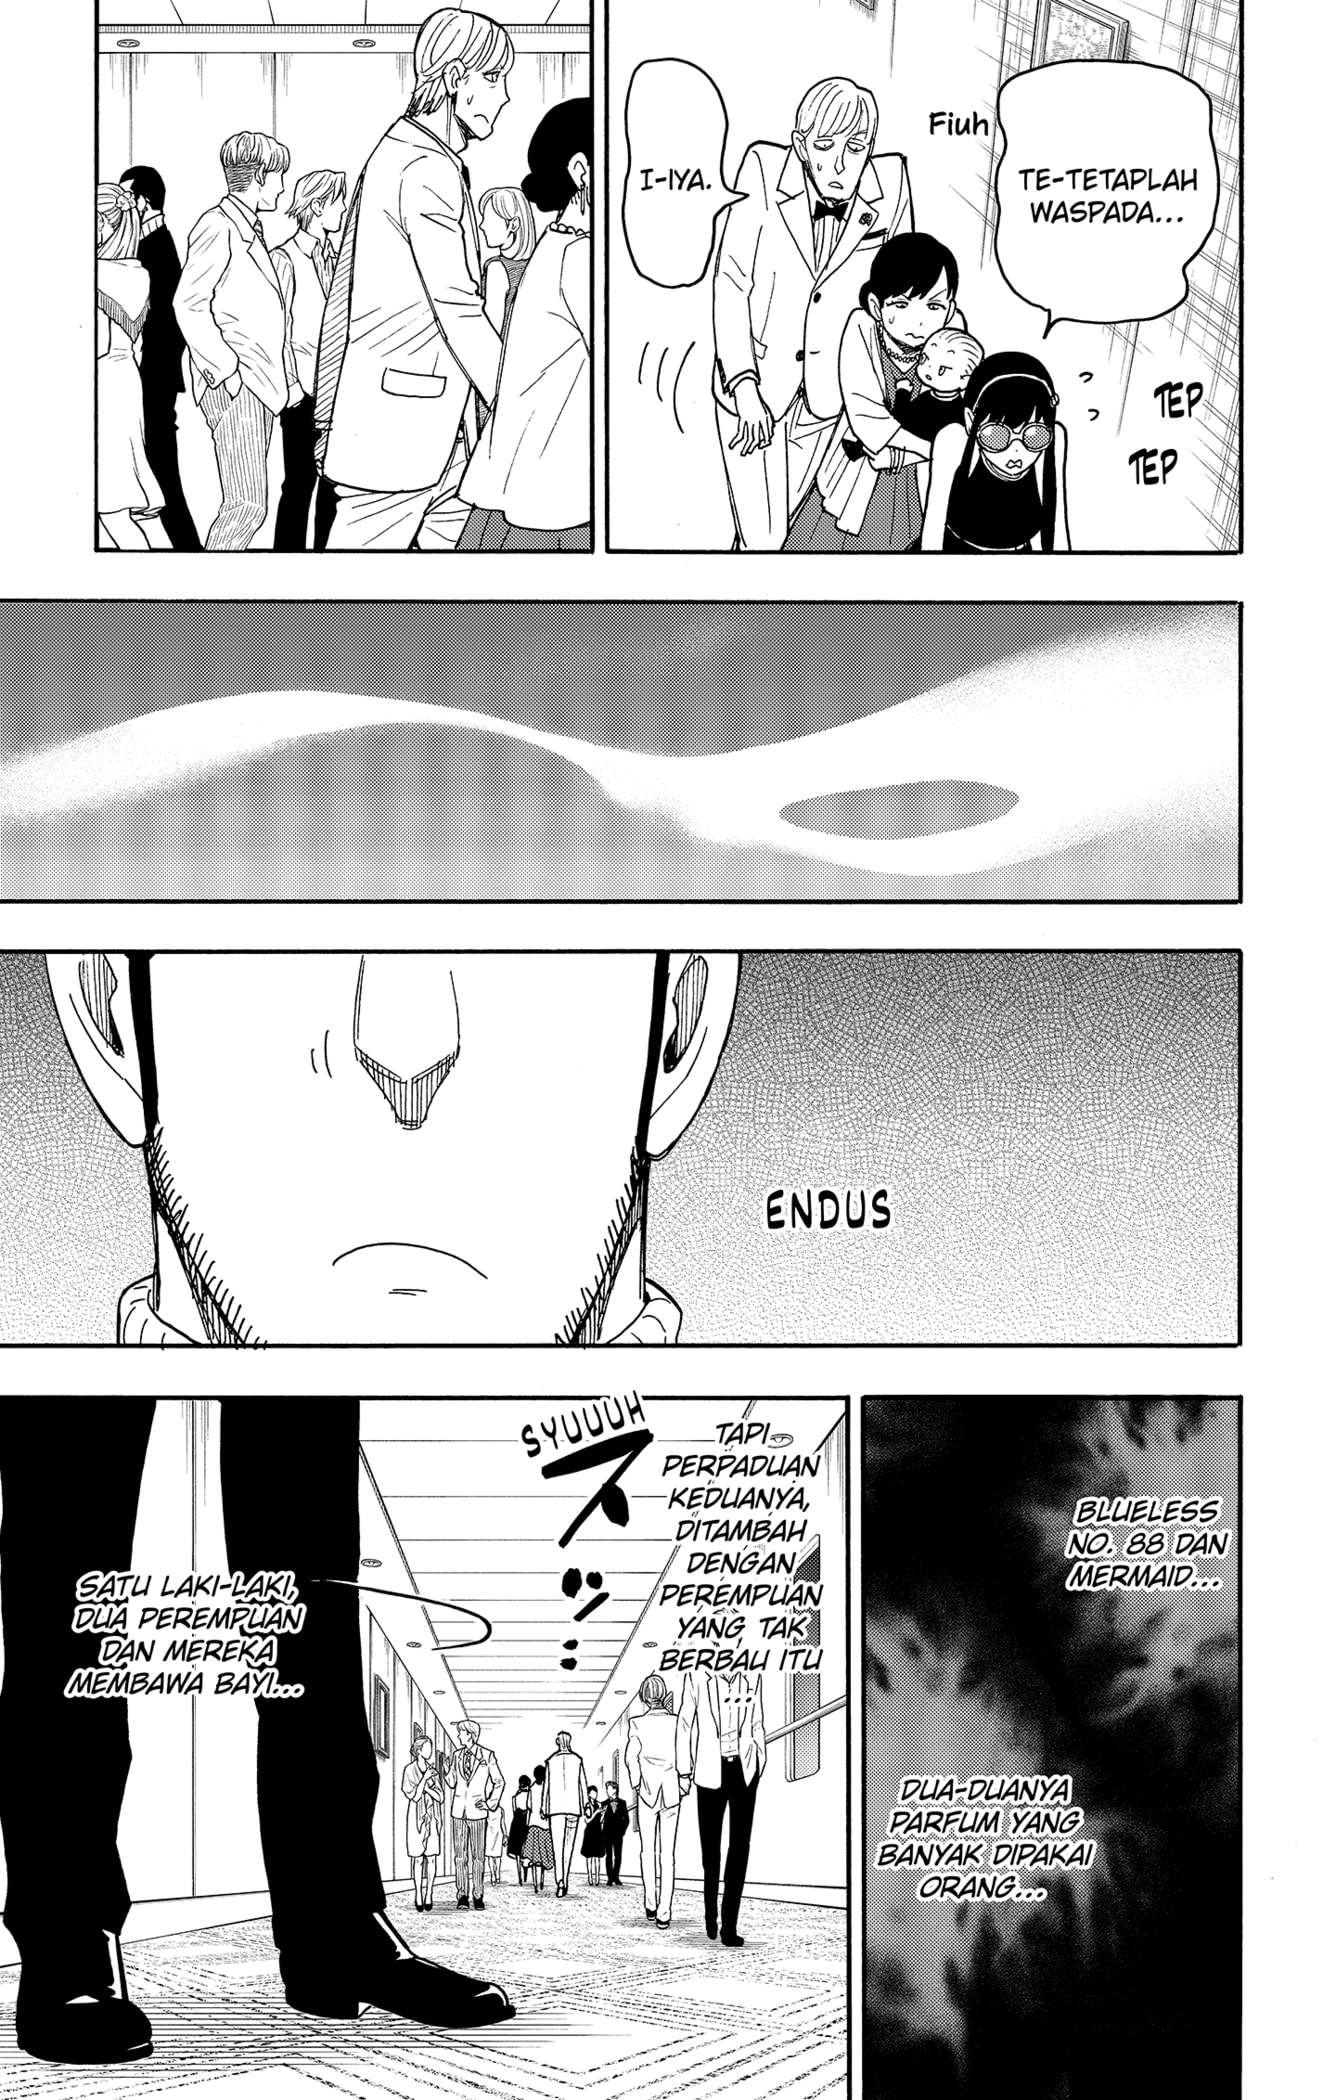 TE-TETAPLAH
WASPADA...
Fiuh
I-IYA.
TEP
TEP
ENDUS
BLUELESS
NO. 88 DAN
MERMAID...
DUA-DUANYA
PARFUM YANG
BANYAK DIPAKAI
ORANG...
TAPI
PERPADUAN
KEDUANYA,
DITAMBAH
DENGAN
PEREMPUAN
YANG TAK
BERBAU ITU
...
SYUUUH
スッ…
SATU LAKI-LAKI,
DUA PEREMPUAN
DAN MEREKA
MEMBAWA BAYI...